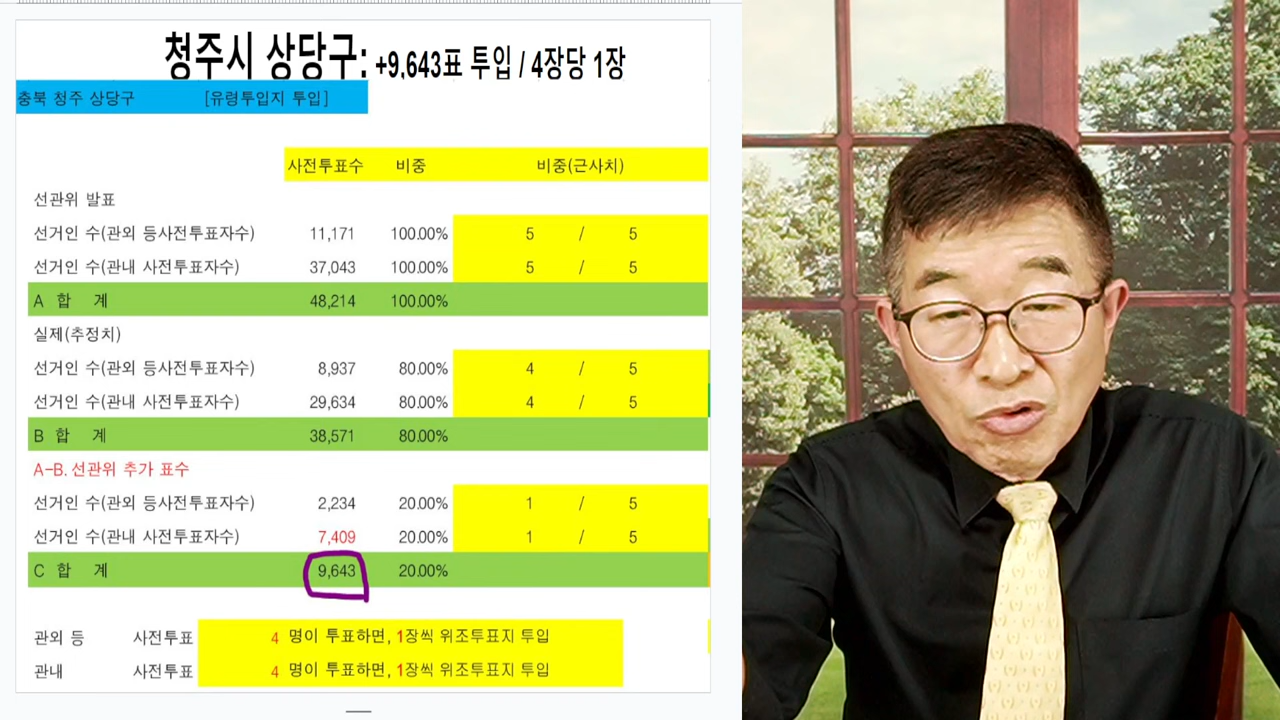 청주시 상당구: +9,643표 투입 / 4장당 1장
충북 청주 상당구 [유령투입지 투입]
사전투표수 비중 비중(근사치)
선관위 발표
선거인 수(관외 등사전투표자수) 11,171 100.00% 5 / 5
선거인 수(관내 사전투표자수) 37,043 100.00% 5 / 5
A 합 계 48,214 100.00%
실제(추정치)
선거인 수(관외 등사전투표자수) 8,937 80.00% 4 / 5
선거인 수(관내 사전투표자수) 29,634 80.00% 4 / 5
B 합 계 38,571 80.00%
A-B. 선관위 추가 표수
선거인 수(관외 등사전투표자수) 2,234 20.00% 1 / 5
선거인 수(관내 사전투표자수) 7,409 20.00% 1 / 5
C 합 계 9,643 20.00%
관외 등 사전투표 4 명이 투표하면, 1장씩 위조투표지 투입
관내 사전투표 4 명이 투표하면, 1장씩 위조투표지 투입